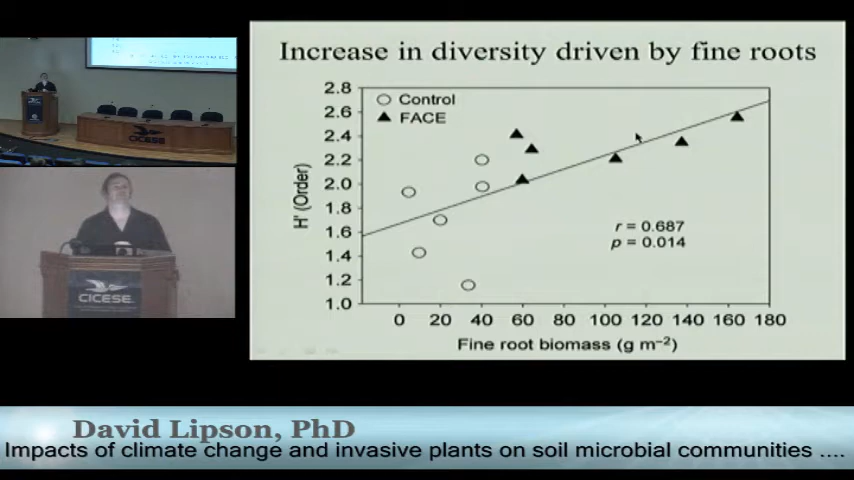 Increase in diversity driven by fine roots
2.8
2.6
2.4
2.2
2.0
1.8
1.6
1.4
1.2
1.0
H' (Order)
Control
FACE
r = 0.687
p = 0.014
0 20 40 60 80 100 120 140 160 180
Fine root biomass (g m⁻²)
CICESE
CICESE
David Lipson, PhD
Impacts of climate change and invasive plants on soil microbial communities ....